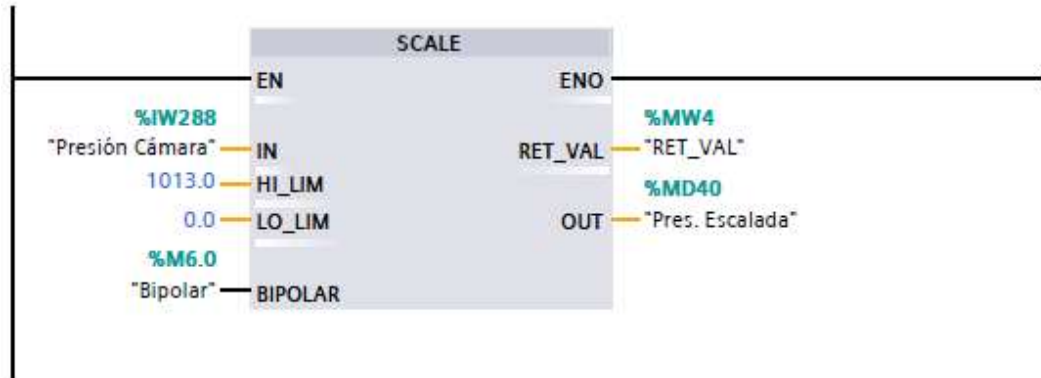 SCALE
EN ENO
%IW288 %MW4
"Presión Cámara" IN RET_VAL "RET_VAL"
1013.0 HI_LIM %MD40
0.0 LO_LIM OUT "Pres. Escalada"
%M6.0
"Bipolar" BIPOLAR